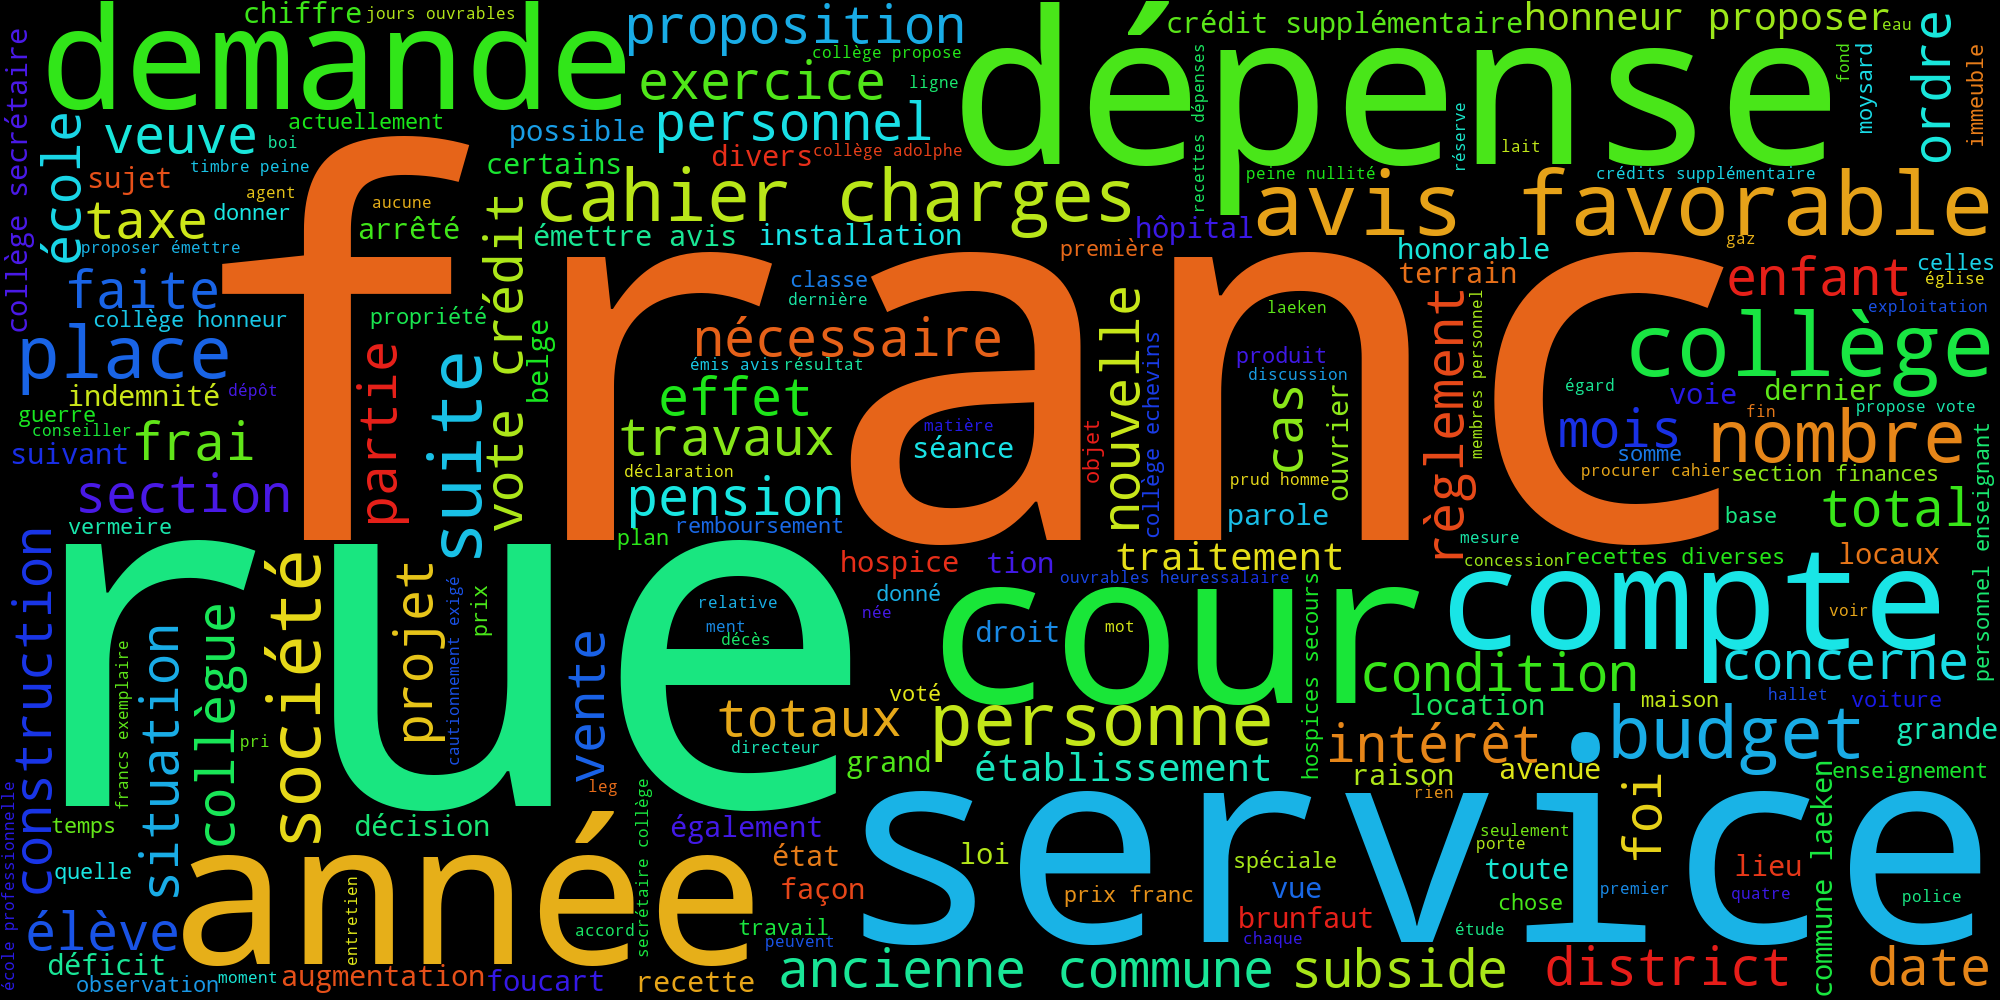 chiffre
jours ouvrables
proposition
crédit supplémentaire
honneur proposer
eau
demande
collège propose
dépense
exercice
ligne
fond
moysard
ordre
immeuble
collège secrétaire
école
veuve
actuellement
boi
possible
personnel
recettes dépenses
réserve
lait
timbre peine
certains
divers
collège adolphe
sujet
agent
peine nullité
crédits supplémentaire
taxe
donner
aucune
arrêté
cahier charges
avis favorable
proposer émettre
émettre avis
installation
hôpital
première
honorable
gaz
franc
faite
classe
dernière
terrain
enfant
celles
église
collège honneur
propriété
vote crédit
belge
laeken
exploitation
place
partie
suite
nécessaire
nouvelle
collège echevins
règlement
membres personnel
collège
émis avis
résultat
produit
discussion
indemnité
dépôt
effet
cas
ouvrier
égard
voie
dernier
guerre
conseiller
frai
travaux
matière
séance
objet
mois
fin
propose vote
nombre
suivant
déclaration
somme
procurer cahier
section finances
prud homme
section
pension
parole
base
total
personnel enseignant
vermeire
remboursement
plan
mesure
construction
rue
société
projet
hospice
tion
traitement
concession
recettes diverses
locaux
ouvrables heuressalaire
cautionnement exigé
prix
relative
donné
née
cour
hospices secours
compte
voir
situation
collègue
ment
décès
droit
mot
francs exemplaire
vente
condition
concerne
voté
maison
hallet
voiture
location
pri
totaux
personne
intérêt
budget
grande
directeur
grand
établissement
raison
avenue
enseignement
école professionnelle
leg
rien
foi
commune laeken
temps
décision
secrétaire collège
également
service
seulement
porte
année
état
loi
spéciale
toute
lieu
quelle
entretien
façon
prix franc
vue
chose
premier
quatre
police
élève
accord
travail
peuvent
brunfaut
chaque
étude
déficit
observation
moment
augmentation
foucart
recette
ancienne commune
subside
district
date